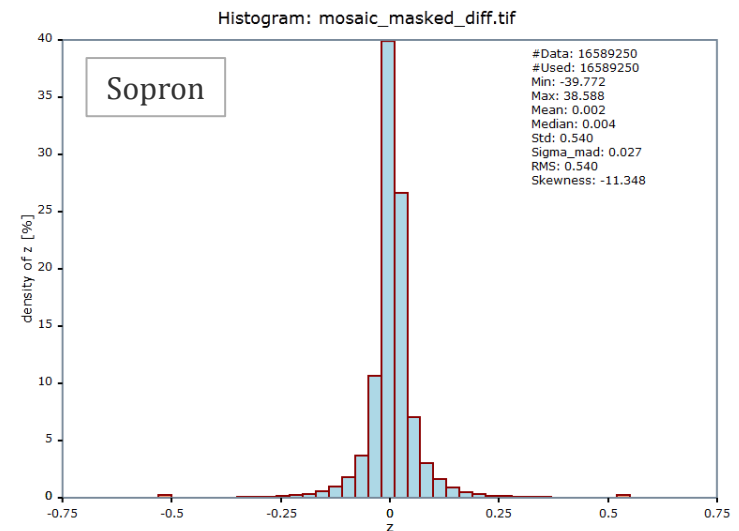 Histogram: mosaic_masked_diff.tif
Sopron
#Data: 16589250
#Used: 16589250
Min: -39.772
Max: 38.588
Mean: 0.002
Median: 0.004
Std: 0.540
Sigma_mad: 0.027
RMS: 0.540
Skewness: -11.348
density of z [%]
40
35
30
25
20
15
10
5
0
-0.75 -0.5 -0.25 0 0.25 0.5 0.75
z